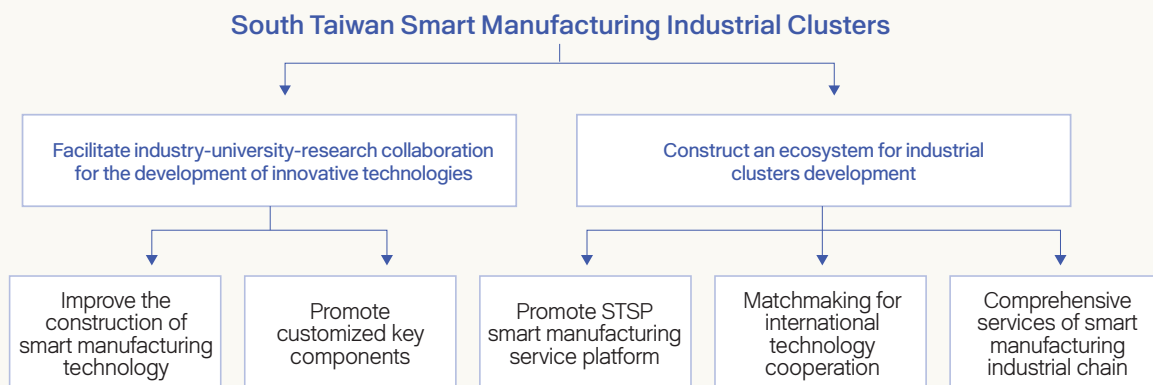 South Taiwan Smart Manufacturing Industrial Clusters
Facilitate industry-university-research collaboration
for the development of innovative technologies
Construct an ecosystem for industrial
clusters development
Improve the
construction of
smart manufacturing
technology
Promote
customized key
components
Promote STSP
smart manufacturing
service platform
Matchmaking for
international
technology
cooperation
Comprehensive
services of smart
manufacturing
industrial chain